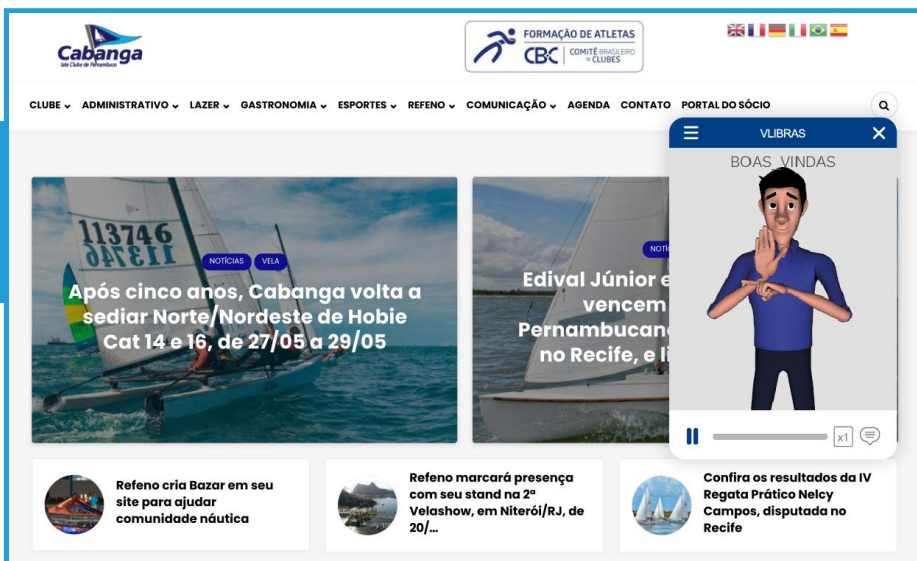 Cabanga
Iate Clube de Pernambuco
FORMAÇÃO DE ATLETAS
CBC COMITÊ BRASILEIRO
DE CLUBES
CLUBE ADMINISTRATIVO LAZER GASTRONOMIA ESPORTES REFENO COMUNICAÇÃO AGENDA CONTATO PORTAL DO SÓCIO
VLIBRAS
BOAS VINDAS
113746
113746
NOTÍCIAS VELA
Após cinco anos, Cabanga volta a
sediar Norte/Nordeste de Hobie
Cat 14 e 16, de 27/05 a 29/05
Edival Júnior e
vencem
no Recife, e
x1
Refeno cria Bazar em seu
site para ajudar
comunidade náutica
Refeno marcará presença
com seu stand na 2ª
Velashow, em Niterói/RJ, de
20/...
Confira os resultados da IV
Regata Prático Nelcy
Campos, disputada no
Recife